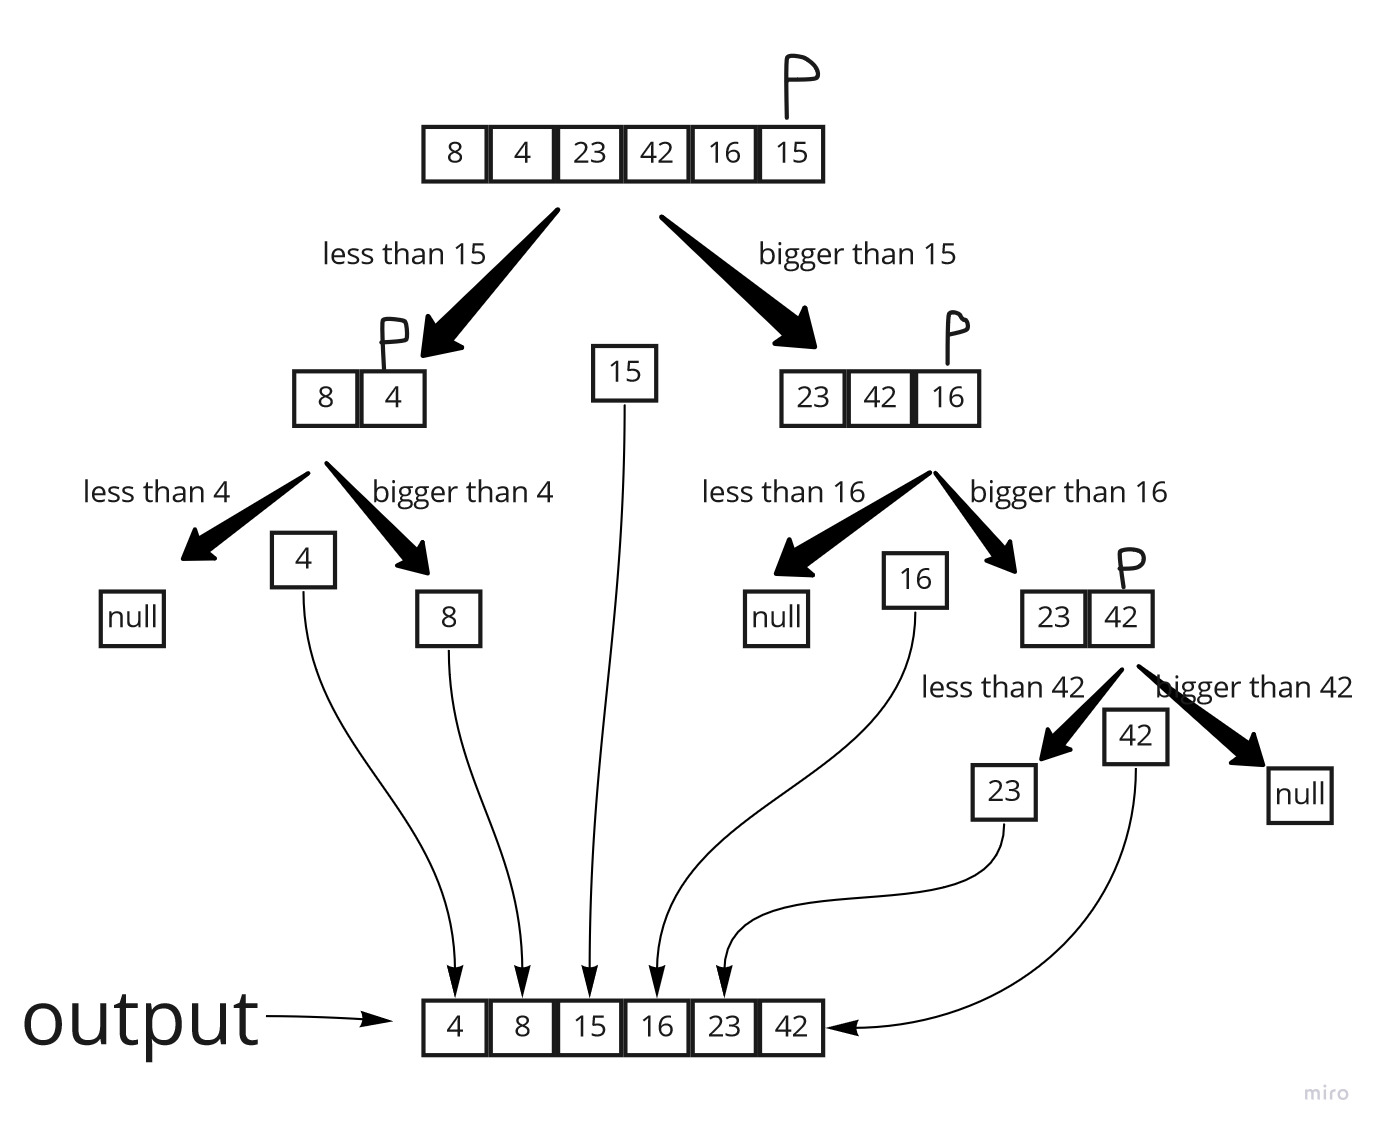 P
8 4 23 42 16 15
less than 15
bigger than 15
P
P
15
8 4
23 42 16
less than 4
bigger than 4
less than 16
bigger than 16
4
P
16
null
8
null
23 42
less than 42
bigger than 42
42
23
null
output
4 8 15 16 23 42
miro